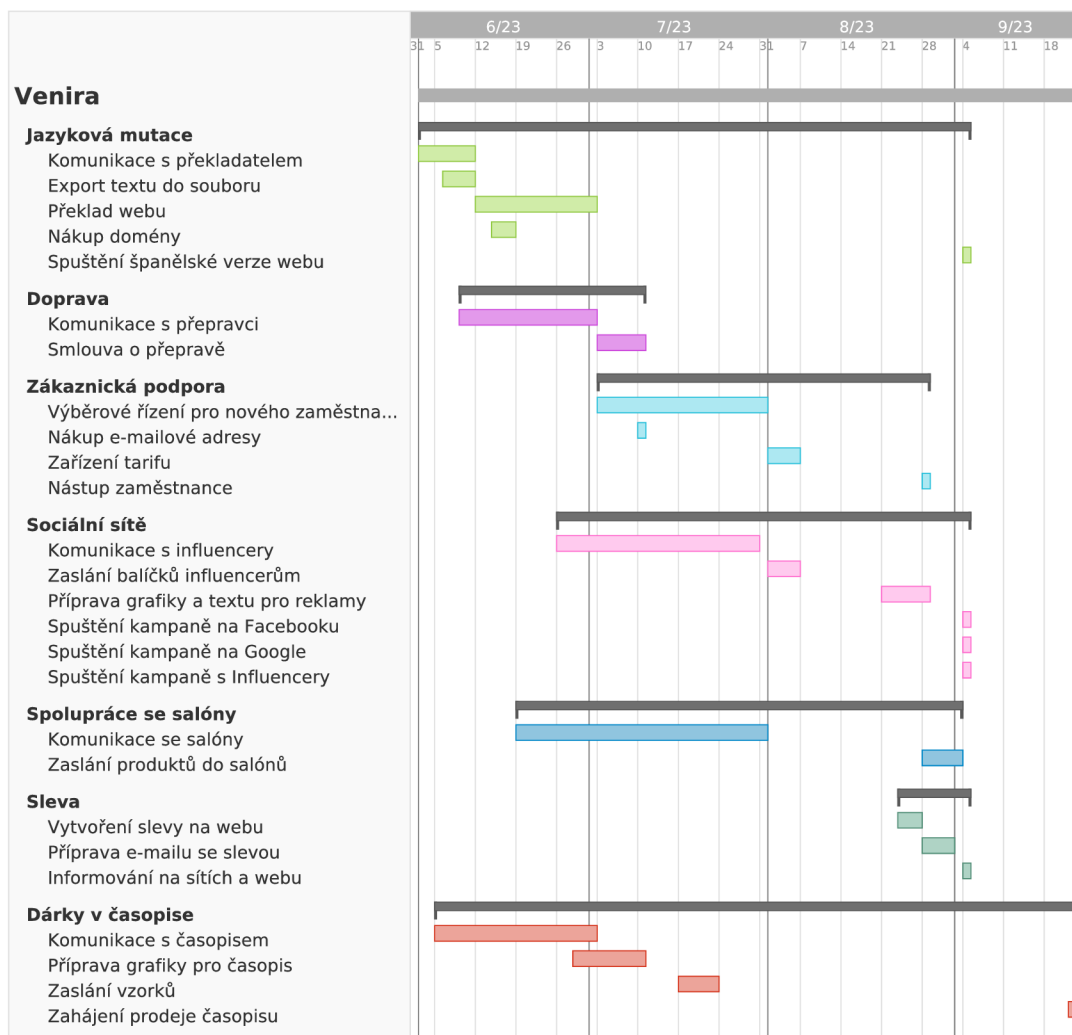 6/23 7/23 8/23 9/23
31 5 12 19 26 3 10 17 24 31 7 14 21 28 4 11 18
Venira
Jazyková mutace
Komunikace s překladatelem
Export textu do souboru
Překlad webu
Nákup domény
Spuštění španělské verze webu
Doprava
Komunikace s přepravci
Smlouva o přepravě
Zákaznická podpora
Výběrové řízení pro nového zaměstna...
Nákup e-mailové adresy
Zařízení tarifu
Nástup zaměstnance
Sociální sítě
Komunikace s influencery
Zaslání balíčků influencerům
Příprava grafiky a textu pro reklamy
Spuštění kampaně na Facebooku
Spuštění kampaně na Google
Spuštění kampaně s Influencery
Spolupráce se salóny
Komunikace se salóny
Zaslání produktů do salónů
Sleva
Vytvoření slevy na webu
Příprava e-mailu se slevou
Informování na sítích a webu
Dárky v časopise
Komunikace s časopisem
Příprava grafiky pro časopis
Zaslání vzorků
Zahájení prodeje časopisu